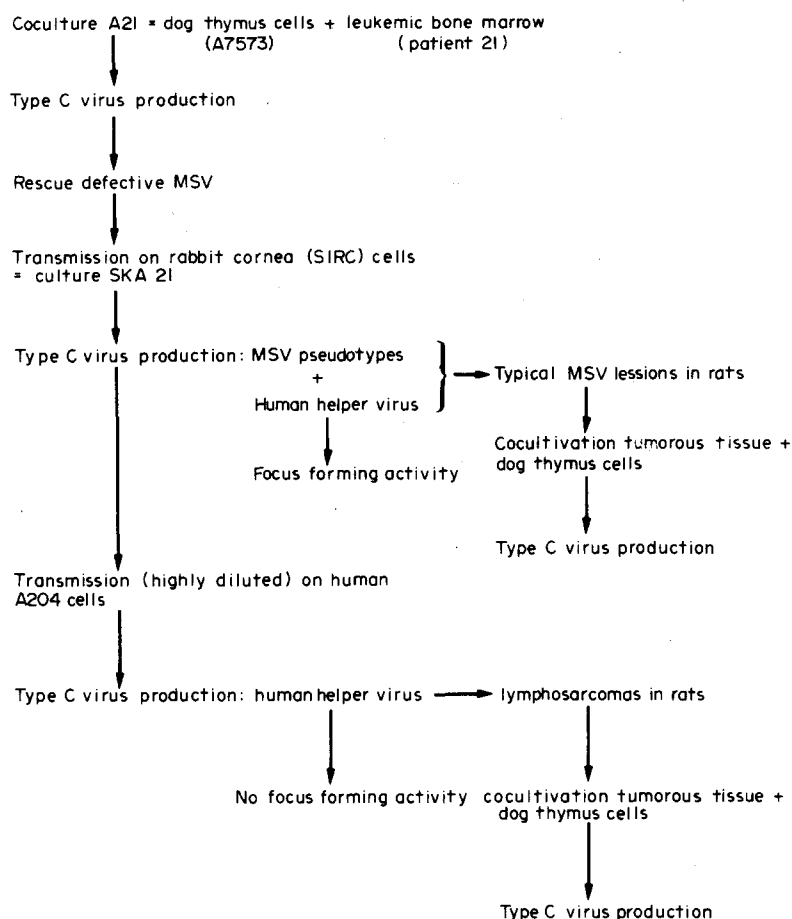 Coculture A21 = dog thymus cells + leukemic bone marrow
(A7573) (patient 21)
Type C virus production
Rescue defective MSV
Transmission on rabbit cornea (SIRC) cells
= culture SKA 21
Type C virus production: MSV pseudotypes
+
Human helper virus
Typical MSV lessions in rats
Focus forming activity
Cocultivation tumorous tissue +
dog thymus cells
Type C virus production
Transmission (highly diluted) on human
A204 cells
Type C virus production: human helper virus
lymphosarcomas in rats
No focus forming activity
cocultivation tumorous tissue +
dog thymus cells
Type C virus production